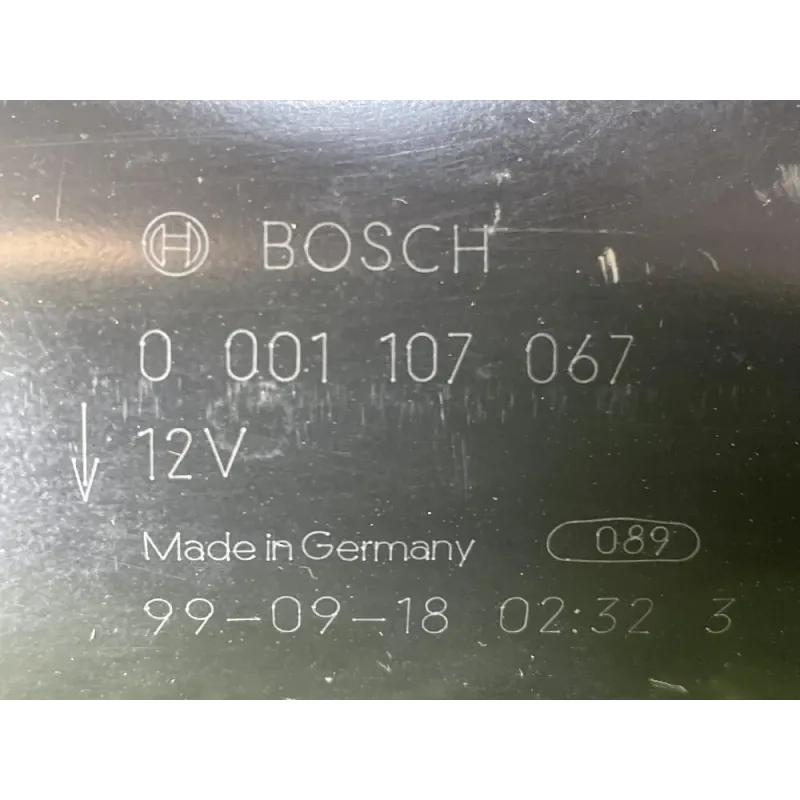 BOSCH
0 001 107 067
12V
Made in Germany 089
99-09-18 02:32 3